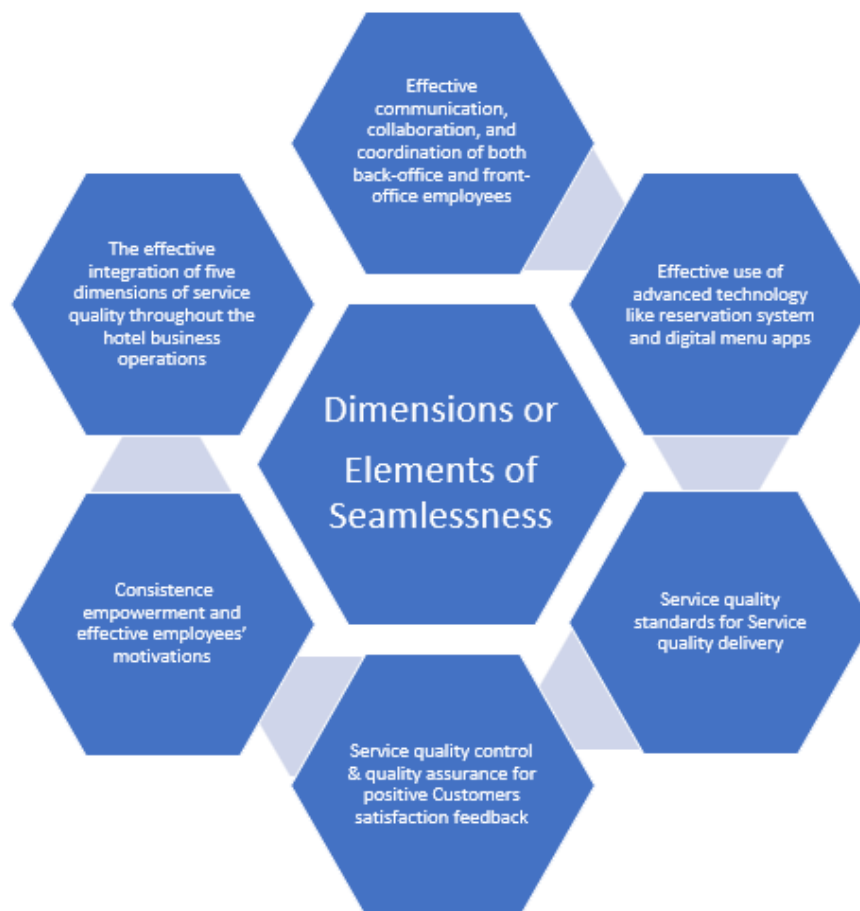 Effective
communication,
collaboration, and
coordination of both
back-office and front-
office employees
The effective
integration of five
dimensions of service
quality throughout the
hotel business
operations
Effective use of
advanced technology
like reservation system
and digital menu apps
Dimensions or
Elements of
Seamlessness
Consistence
empowerment and
effective employees’
motivations
Service quality
standards for Service
quality delivery
Service quality control
& quality assurance for
positive Customers
satisfaction feedback